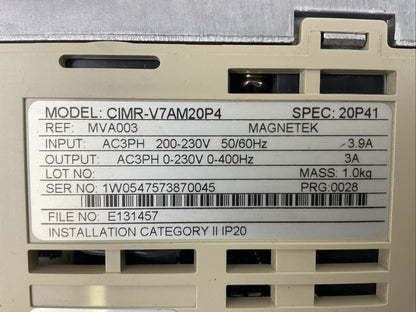 MODEL: CIMR-V7AM20P4 SPEC: 20P41
REF: MVA003 MAGNETEK
INPUT: AC3PH 200-230V 50/60Hz 3.9A
OUTPUT: AC3PH 0-230V 0-400Hz 3A
LOT NO: MASS: 1.0kg
SER NO: 1W0547573870045 PRG:0028
FILE NO: E131457
INSTALLATION CATEGORY II IP20